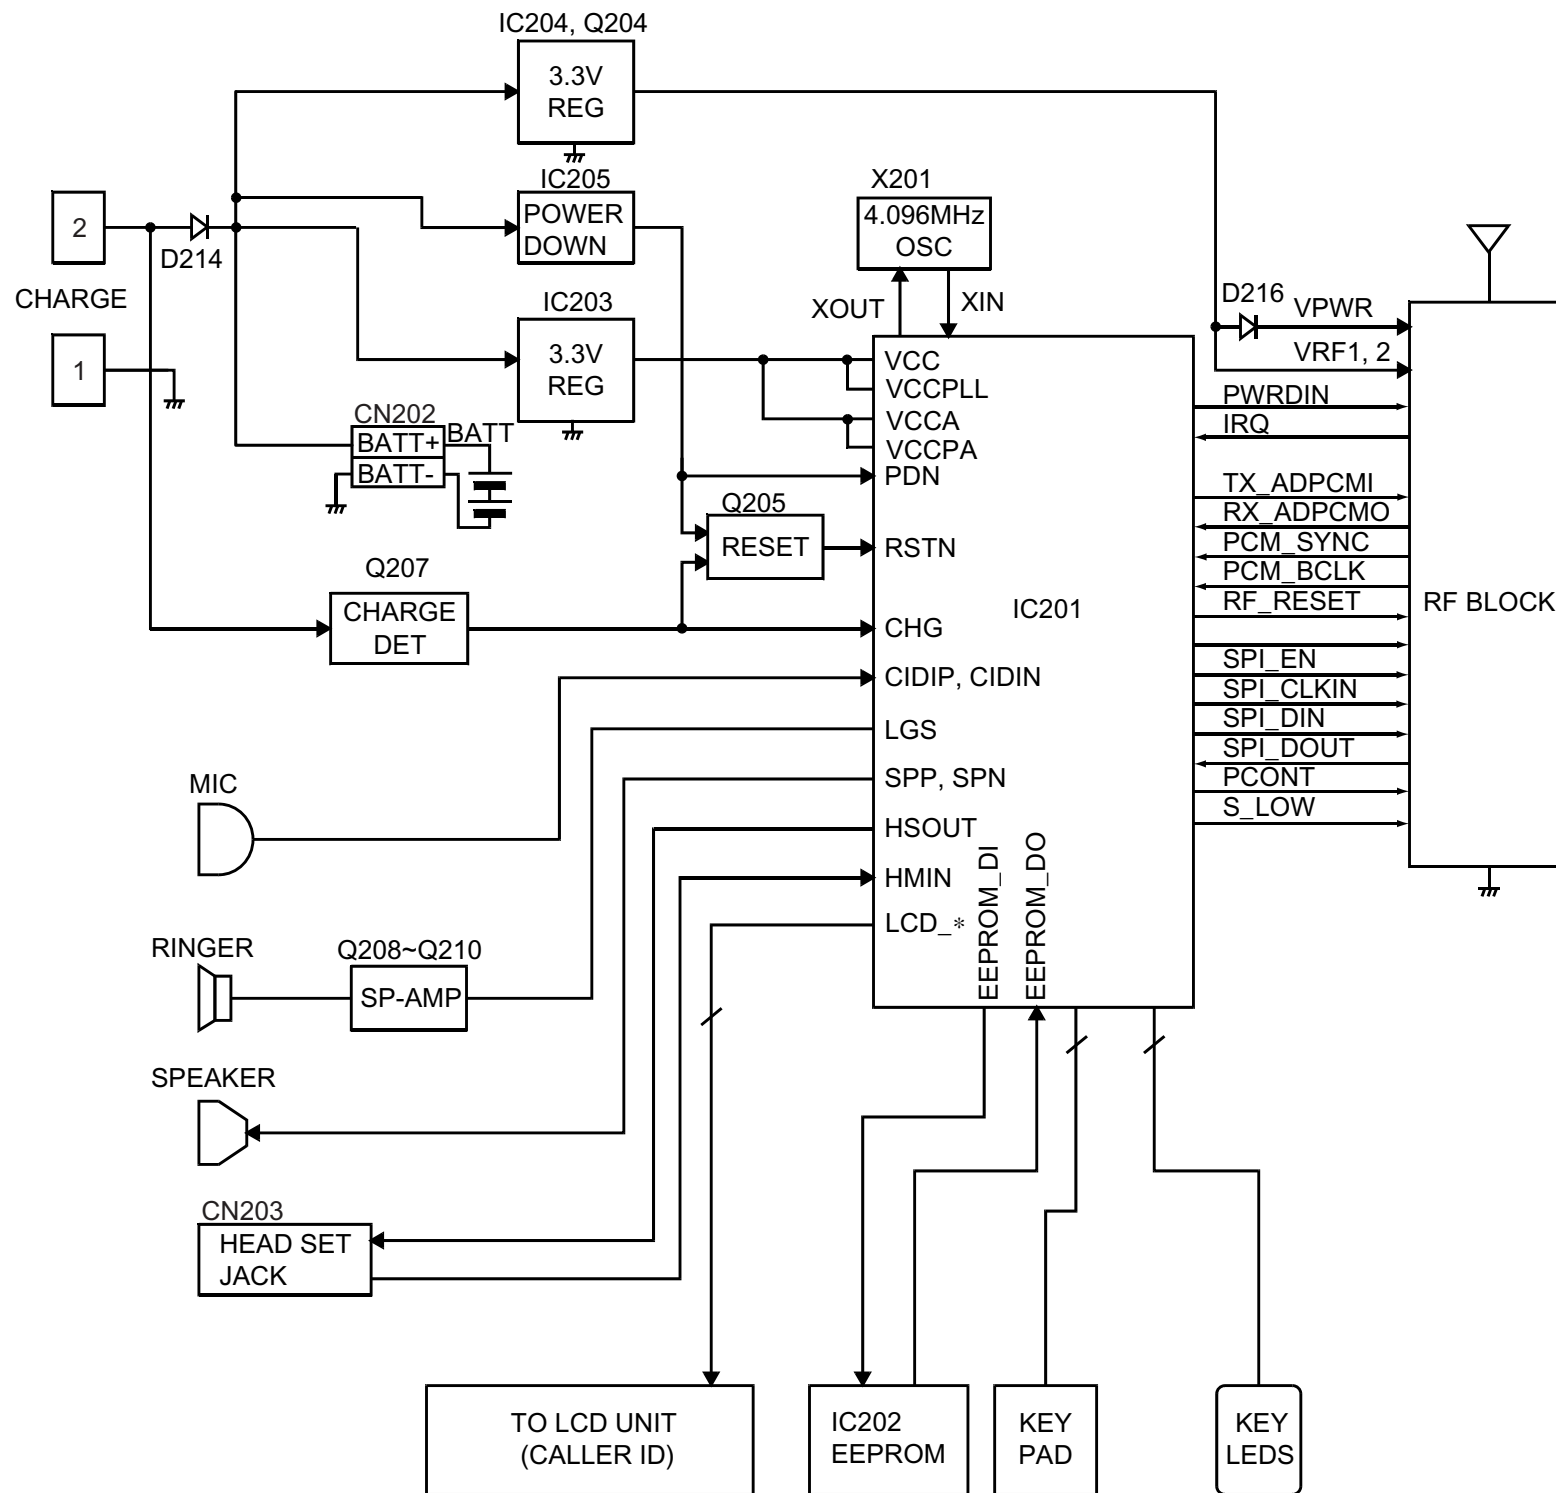 IC204, Q204
3.3V
REG
IC205
POWER
DOWN
X201
4.096MHz
OSC
2
D214
CHARGE
1
IC203
3.3V
REG
XOUT
XIN
D216
VPWR
VRF1, 2
CN202
BATT+
BATT-
BATT
VCC
VCCPLL
VCCA
VCCPA
PDN
Q205
RESET
RSTN
Q207
CHARGE
DET
CHG
IC201
PWRDIN
IRQ
TX_ADPCMI
RX_ADPCMO
PCM_SYNC
PCM_BCLK
RF_RESET
SPI_EN
SPI_CLKIN
SPI_DIN
SPI_DOUT
PCONT
S_LOW
RF BLOCK
CIDIP, CIDIN
LGS
SPP, SPN
HSOUT
HMIN
LCD_*
EEPROM_DI
EEPROM_DO
MIC
RINGER
Q208~Q210
SP-AMP
SPEAKER
CN203
HEAD SET
JACK
TO LCD UNIT
(CALLER ID)
IC202
EEPROM
KEY
PAD
KEY
LEDS